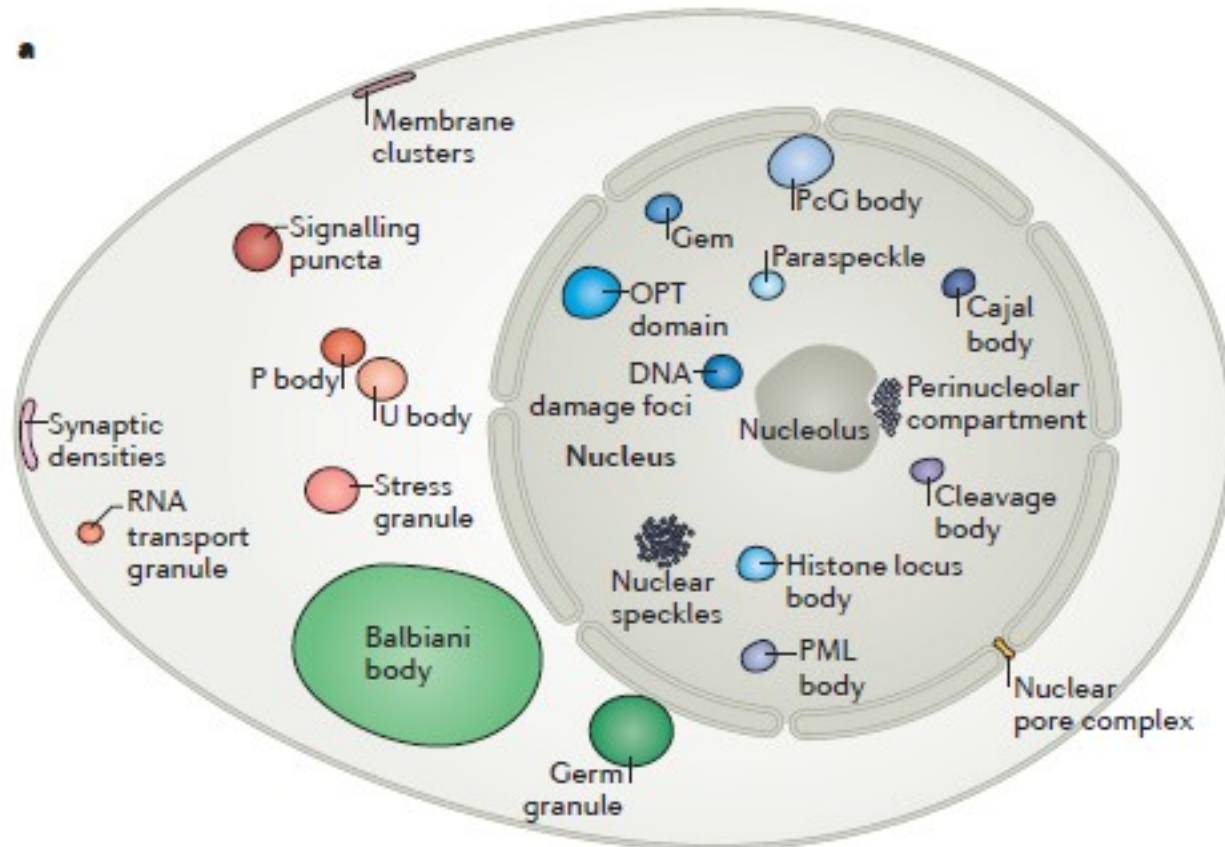 a
Membrane
clusters
Signalling
puncta
P body
U body
Synaptic
densities
RNA
transport
granule
Stress
granule
Balbiani
body
Germ
granule
PcG body
Gem
Paraspeckle
OPT
domain
Cajal
body
DNA
damage foci
Nucleolus
Perinucleolar
compartment
Nucleus
Cleavage
body
Nuclear
speckles
Histone locus
body
PML
body
Nuclear
pore complex